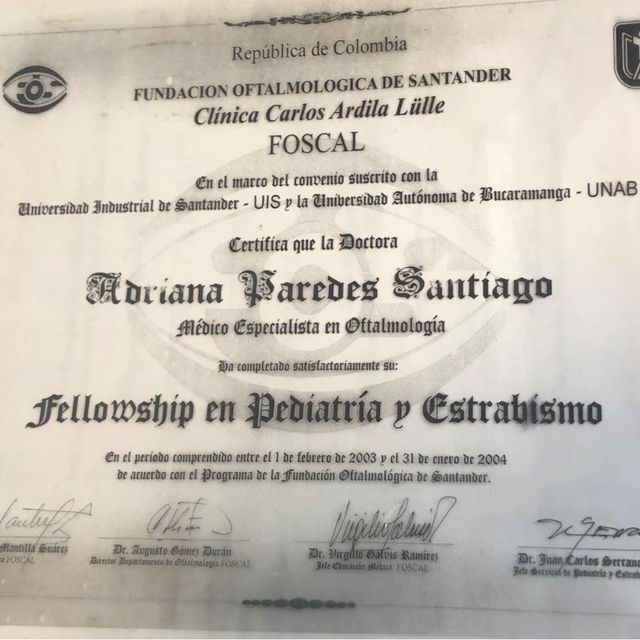 República de Colombia
FUNDACION OFTALMOLOGICA DE SANTANDER
Clínica Carlos Ardila Lülle
FOSCAL
En el marco del convenio suscrito con la
Universidad Industrial de Santander - UIS y la Universidad Autónoma de Bucaramanga - UNAB
Certifica que la Doctora
Adriana Paredes Santiago
Médico Especialista en Oftalmología
Ha completado satisfactoriamente su:
Fellowship en Pediatría y Estrabismo
En el periodo comprendido entre el 1 de febrero de 2003 y el 31 de enero de 2004
de acuerdo con el Programa de la Fundación Oftalmológica de Santander.
Mantilla Suárez
FOSCAL
Dr. Augusto Gómez Durán
Director Departamento de Oftalmología FOSCAL
Dr. Virgilio Galvis Ramírez
Jefe Educación Médica FOSCAL
Dr. Juan Carlos Serrano
Jefe Servicio de Pediatría y Estrab